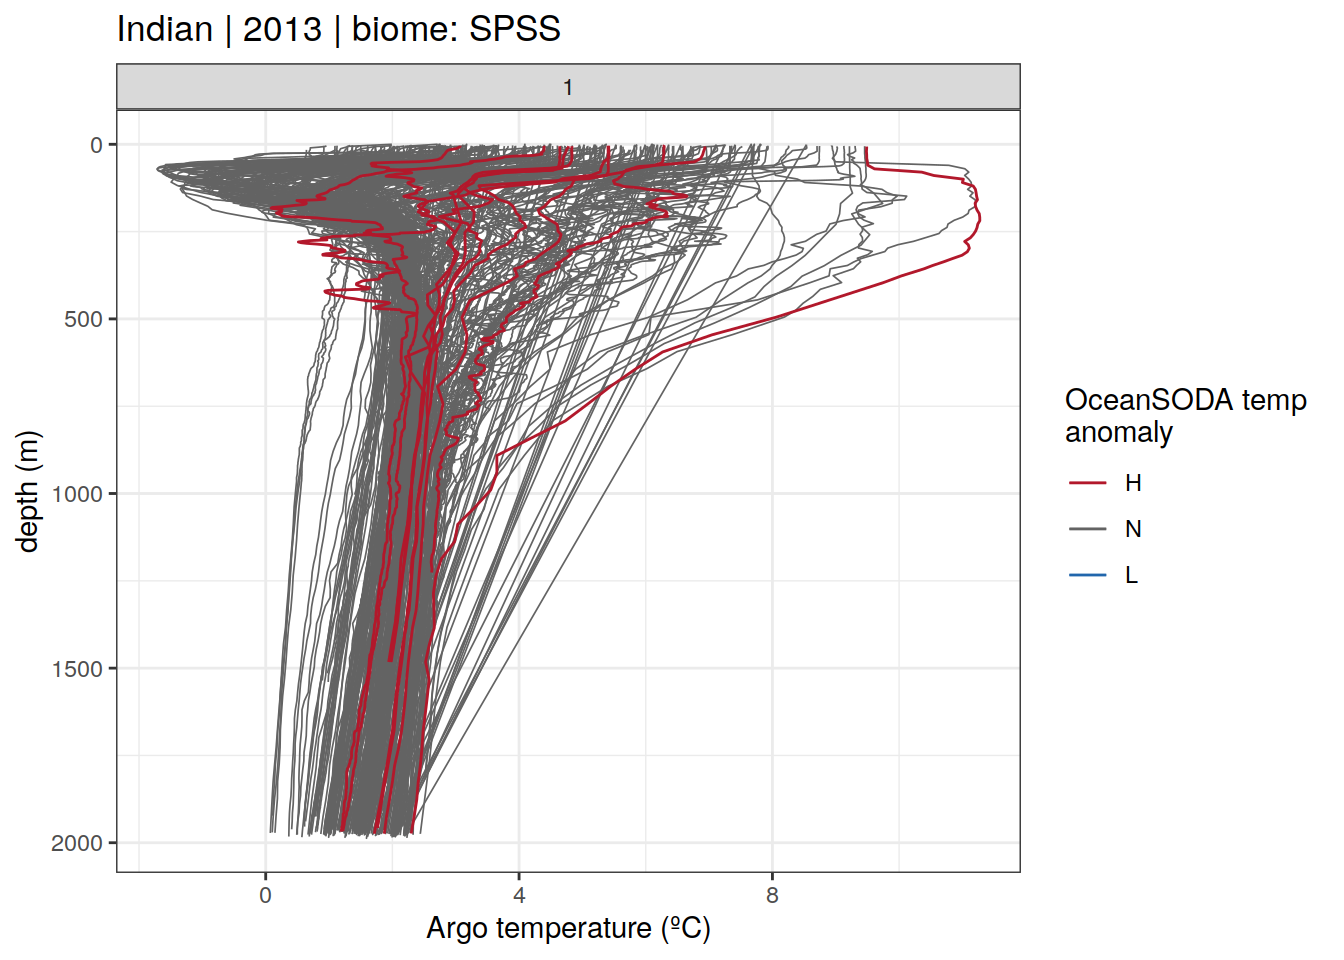 Indian | 2013 | biome: SPSS
1
0
500
1000
1500
2000
depth (m)
0 4 8
Argo temperature (ºC)
OceanSODA temp
anomaly
H
N
L